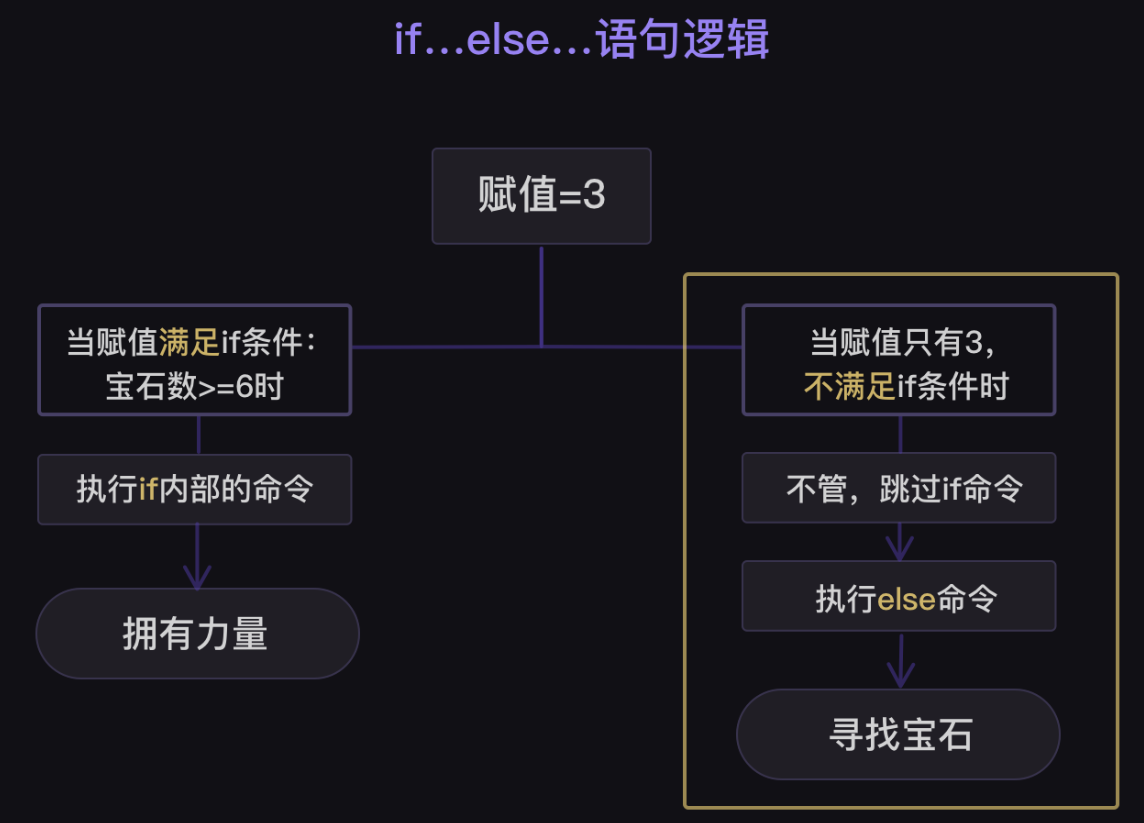 if...else...语句逻辑
赋值=3
当赋值满足if条件：
宝石数>=6时
执行if内部的命令
拥有力量
当赋值只有3，
不满足if条件时
不管，跳过if命令
执行else命令
寻找宝石